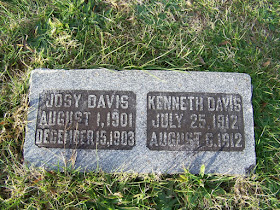 JOSY DAVIS
AUGUST 1, 1901
DECEMBER 15, 1903
KENNETH DAVIS
JULY 25, 1912
AUGUST 6, 1912